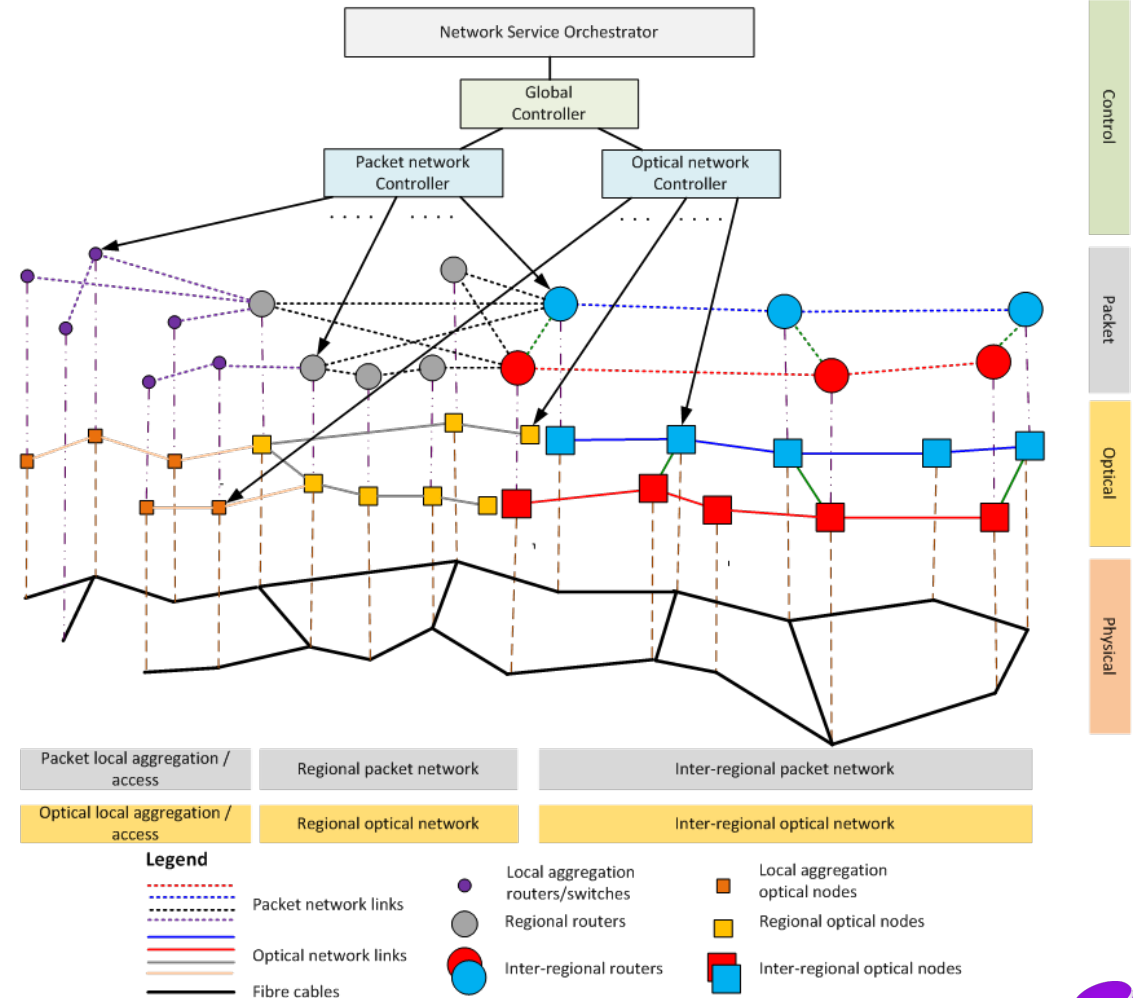 Network Service Orchestrator
Global
Controller
Packet network
Controller
Optical network
Controller
Control
Packet
Optical
Physical
Packet local aggregation /
access
Regional packet network
Inter-regional packet network
Optical local aggregation /
access
Regional optical network
Inter-regional optical network
Legend
Packet network links
Optical network links
Fibre cables
Local aggregation
routers/switches
Regional routers
Inter-regional routers
Local aggregation
optical nodes
Regional optical nodes
Inter-regional optical nodes